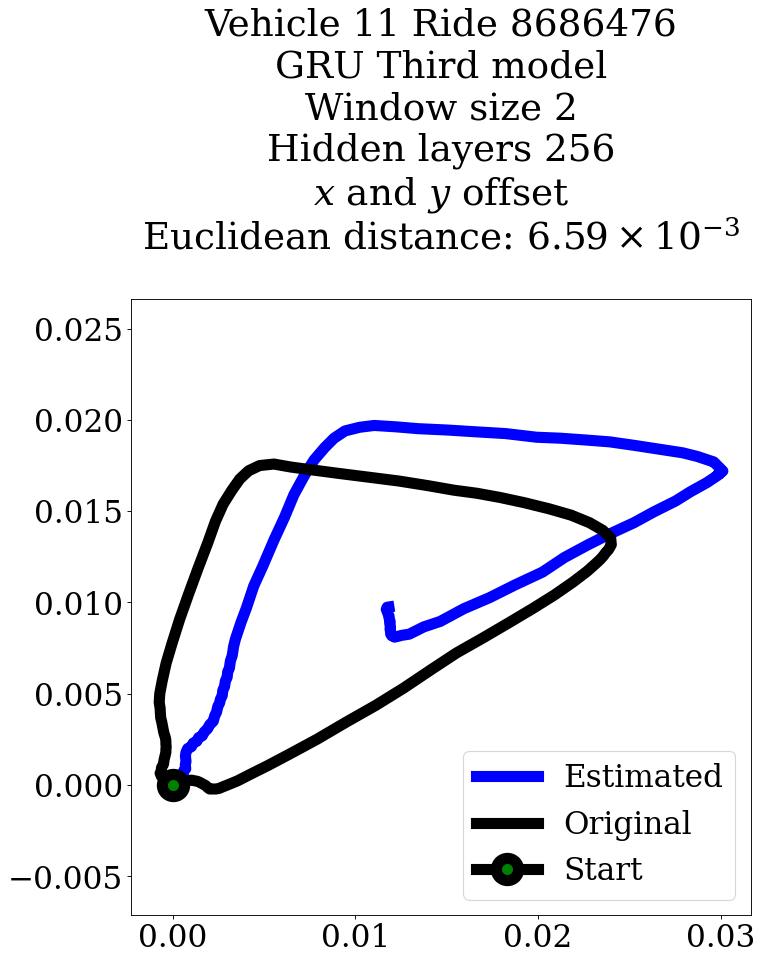 Vehicle 11 Ride 8686476
GRU Third model
Window size 2
Hidden layers 256
x and y offset
Euclidean distance: 6.59 × 10⁻³
0.025
0.020
0.015
0.010
0.005
0.000
−0.005
Estimated
Original
Start
0.00 0.01 0.02 0.03